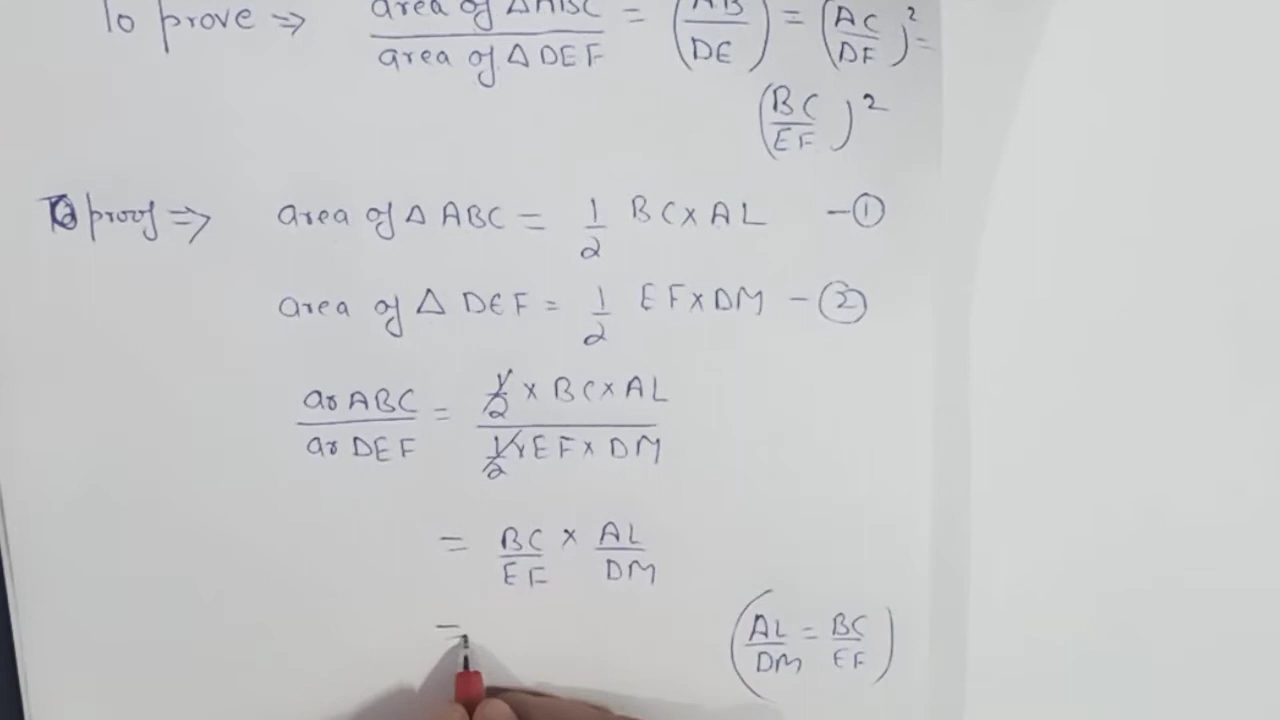 To prove ⇒ area of Δ ABC / area of Δ DEF = (AB/DE) = (AC/DF)² =
(BC/EF)²
proof ⇒ area of Δ ABC = 1/2 BC × AL – ①
area of Δ DEF = 1/2 EF × DM – ②
ar ABC / ar DEF = 1/2 × BC × AL / 1/2 × EF × DM
= BC/EF × AL/DM
= (AL/DM = BC/EF)